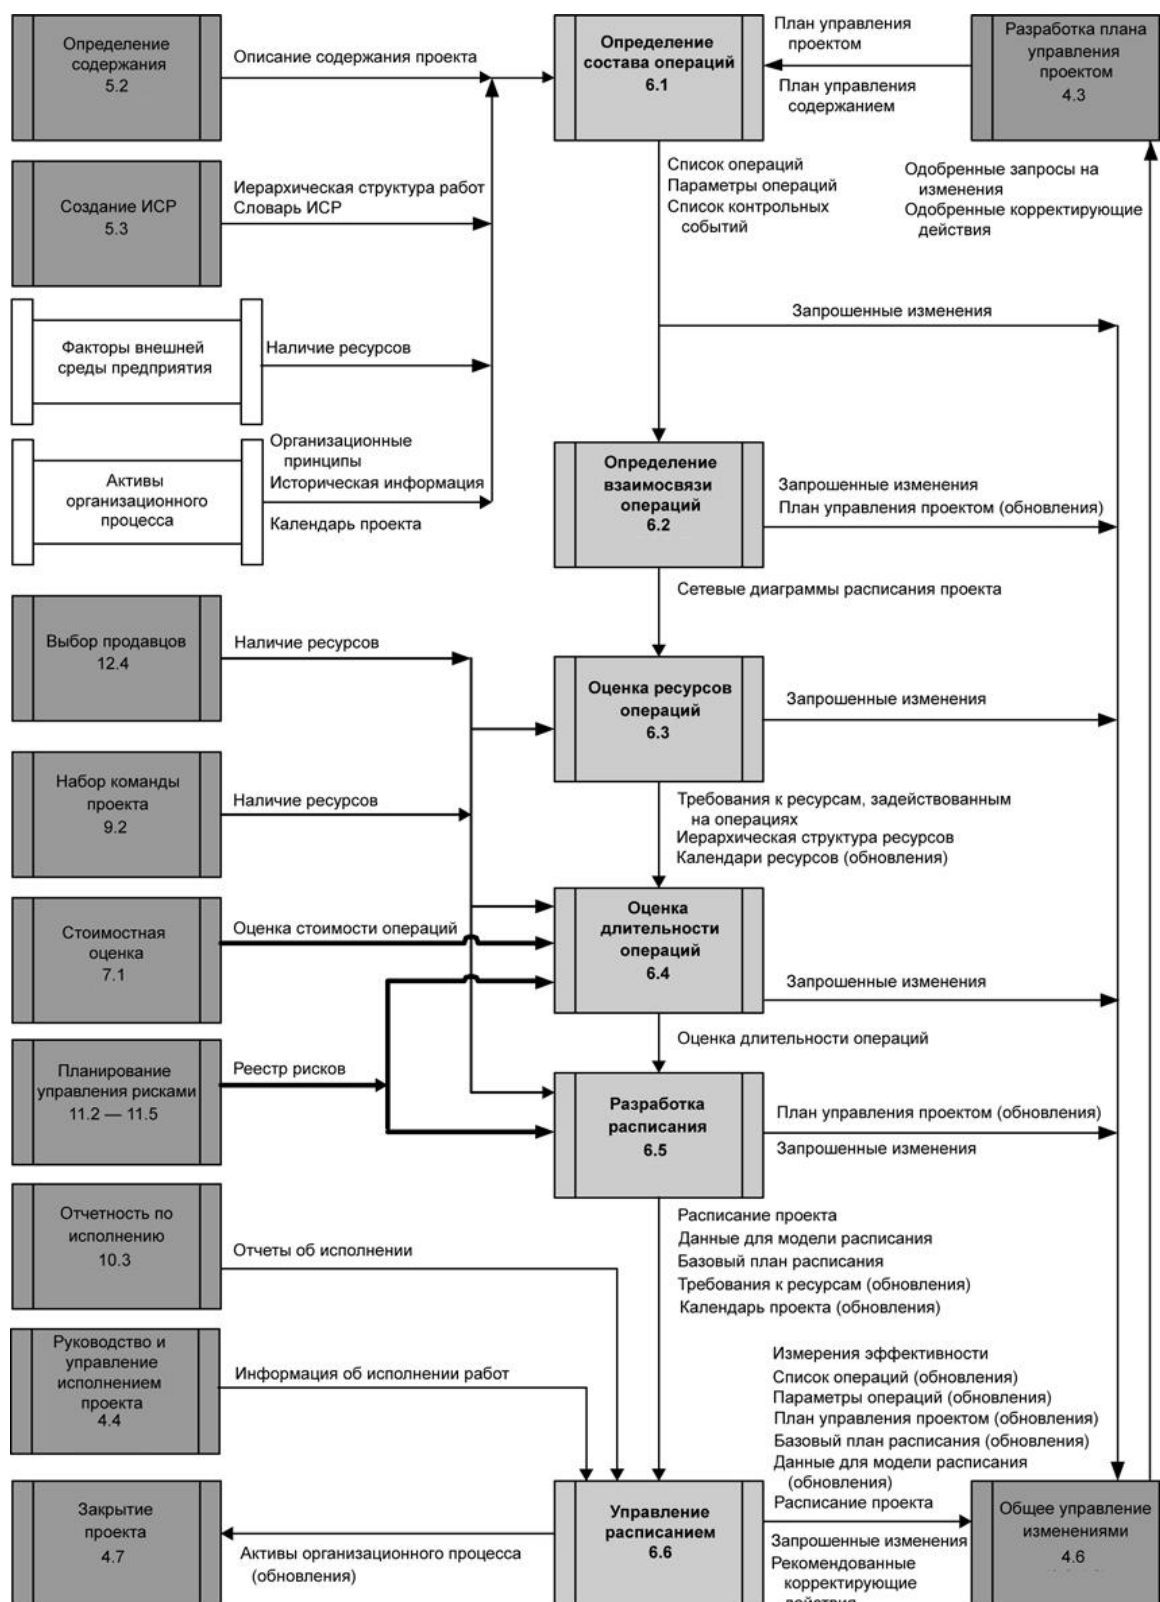 Определение
содержания
5.2
Описание содержания проекта
Определение
состава операций
6.1
План управления
проектом
План управления
содержанием
Разработка плана
управления
проектом
4.3
Создание ИСР
5.3
Иерархическая структура работ
Словарь ИСР
Список операций
Параметры операций
Список контрольных
событий
Одобренные запросы на
изменения
Одобренные корректирующие
действия
Факторы внешней
среды предприятия
Наличие ресурсов
Запрошенные изменения
Активы
организационного
процесса
Организационные
принципы
Историческая информация
Календарь проекта
Определение
взаимосвязи
операций
6.2
Запрошенные изменения
План управления проектом (обновления)
Сетевые диаграммы расписания проекта
Выбор продавцов
12.4
Наличие ресурсов
Оценка ресурсов
операций
6.3
Запрошенные изменения
Набор команды
проекта
9.2
Наличие ресурсов
Требования к ресурсам, задействованным
на операциях
Иерархическая структура ресурсов
Календари ресурсов (обновления)
Стоимостная
оценка
7.1
Оценка стоимости операций
Оценка
длительности
операций
6.4
Запрошенные изменения
Оценка длительности операций
Планирование
управления рисками
11.2 — 11.5
Реестр рисков
Разработка
расписания
6.5
План управления проектом (обновления)
Запрошенные изменения
Отчетность по
исполнению
10.3
Отчеты об исполнении
Расписание проекта
Данные для модели расписания
Базовый план расписания
Требования к ресурсам (обновления)
Календарь проекта (обновления)
Руководство и
управление
исполнением
проекта
4.4
Информация об исполнении работ
Измерения эффективности
Список операций (обновления)
Параметры операций (обновления)
План управления проектом (обновления)
Базовый план расписания (обновления)
Данные для модели расписания
(обновления)
Расписание проекта
Запрошенные изменения
Рекомендованные
корректирующие
действия
Закрытие
проекта
4.7
Активы организационного процесса
(обновления)
Управление
расписанием
6.6
Общее управление
изменениями
4.6